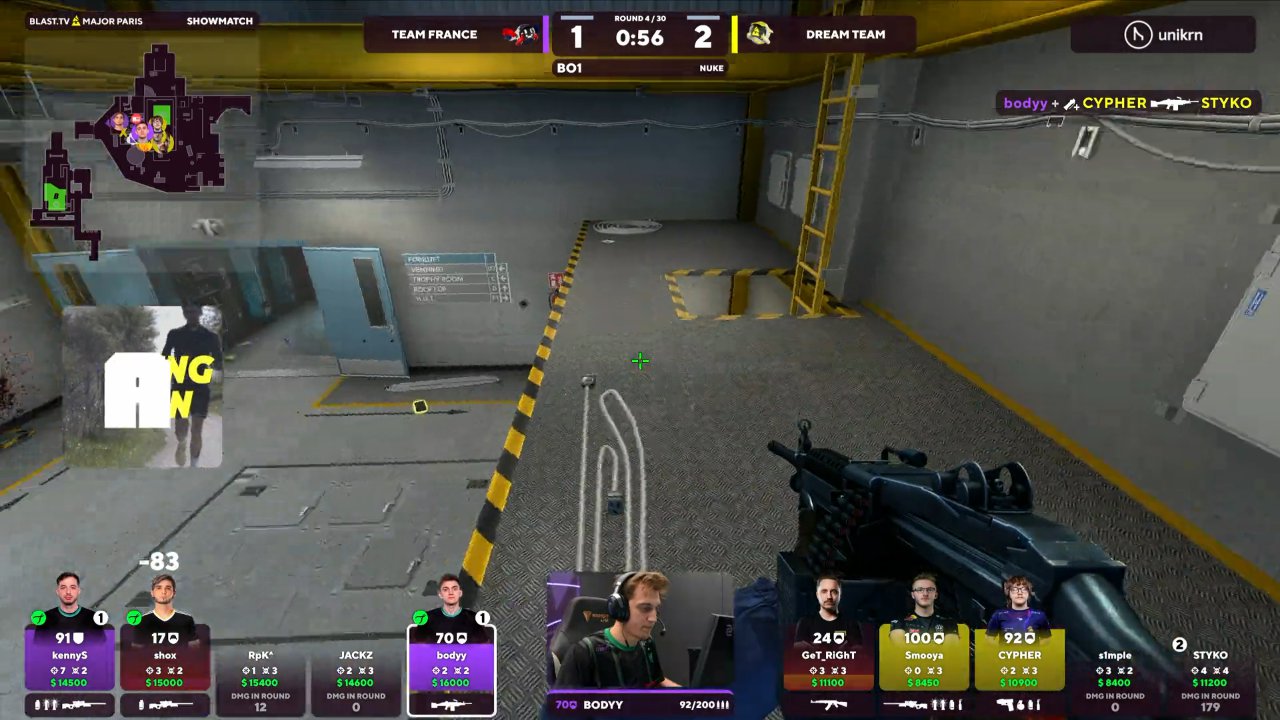 BLAST.TV MAJOR PARIS
SHOWMATCH
TEAM FRANCE
1
ROUND 4 / 30
0:56
2
DREAM TEAM
BO1
NUKE
unikrn
bodyy + CYPHER STYKO
FORKLIFT
VENDING
TROPHY ROOM
ROOFTOP
A
NG
N
-83
1
91
kennyS
7 2
$14500
17
shox
3 2
$15000
RpK^
1 3
$15400
DMG IN ROUND
12
JACKZ
2 3
$14600
DMG IN ROUND
0
1
70
bodyy
2 2
$16000
70 BODYY 92/200
24
GeT_RiGhT
3 3
$11100
100
Smooya
0 3
$8450
92
CYPHER
2 3
$10900
s1mple
3 2
$8400
DMG IN ROUND
0
2
STYKO
4 4
$11200
DMG IN ROUND
179